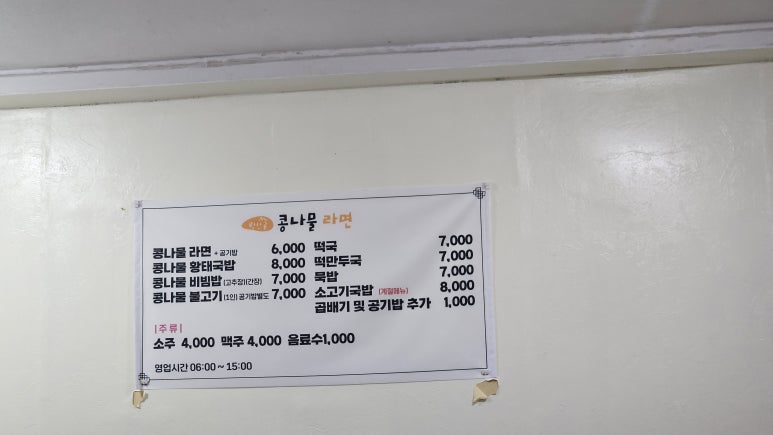 콩나물 라면
콩나물 라면 + 공기밥 6,000
콩나물 황태국밥 8,000
콩나물 비빔밥 (고추장)(간장) 7,000
콩나물 불고기 (1인) 공기밥별도 7,000
떡국 7,000
떡만두국 7,000
묵밥 7,000
소고기국밥 (계절메뉴) 8,000
곱배기 및 공기밥 추가 1,000
|주류|
소주 4,000 맥주 4,000 음료수1,000
영업시간 06:00 ~ 15:00